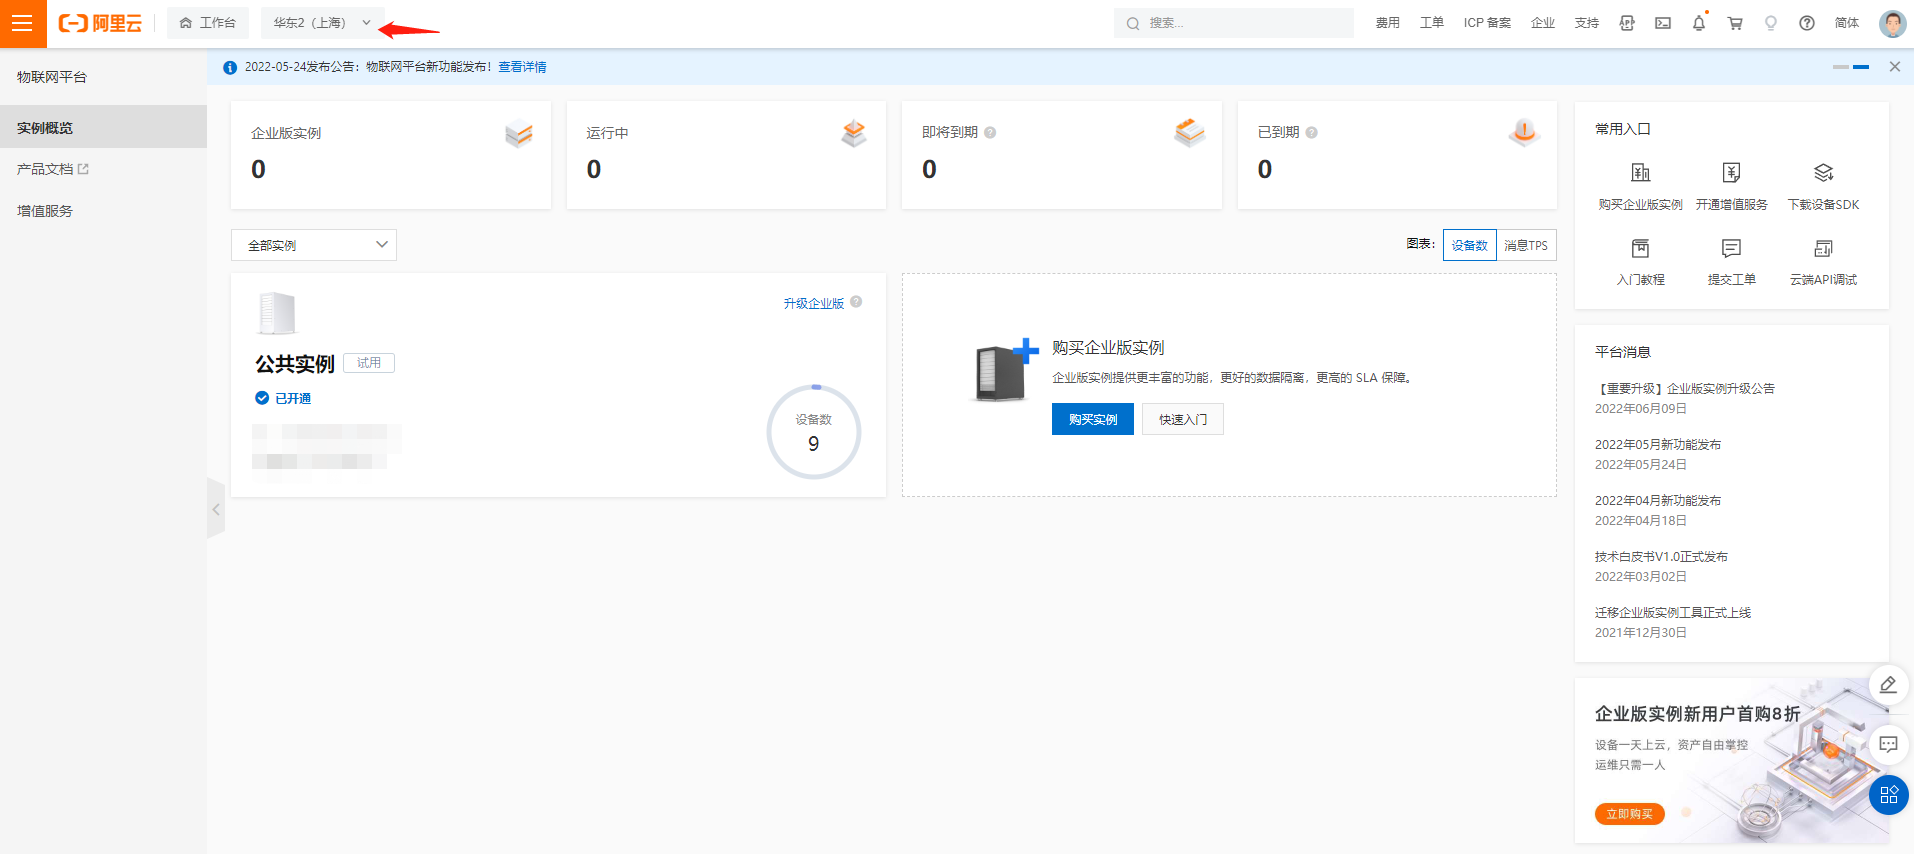 阿里云
工作台
华东2（上海）
搜索...
费用
工单
ICP 备案
企业
支持
简体
物联网平台
实例概览
产品文档
增值服务
2022-05-24发布公告：物联网平台新功能发布！查看详情
企业版实例
0
运行中
0
即将到期
0
已到期
0
全部实例
图表：
设备数
消息TPS
升级企业版
公共实例
试用
已开通
设备数
9
购买企业版实例
企业版实例提供更丰富的功能，更好的数据隔离，更高的 SLA 保障。
购买实例
快速入门
常用入口
购买企业版实例
开通增值服务
下载设备SDK
入门教程
提交工单
云端API调试
平台消息
【重要升级】企业版实例升级公告
2022年06月09日
2022年05月新功能发布
2022年05月24日
2022年04月新功能发布
2022年04月18日
技术白皮书V1.0正式发布
2022年03月02日
迁移企业版实例工具正式上线
2021年12月30日
企业版实例新用户首购8折
设备一天上云，资产自由掌控
运维只需一人
立即购买